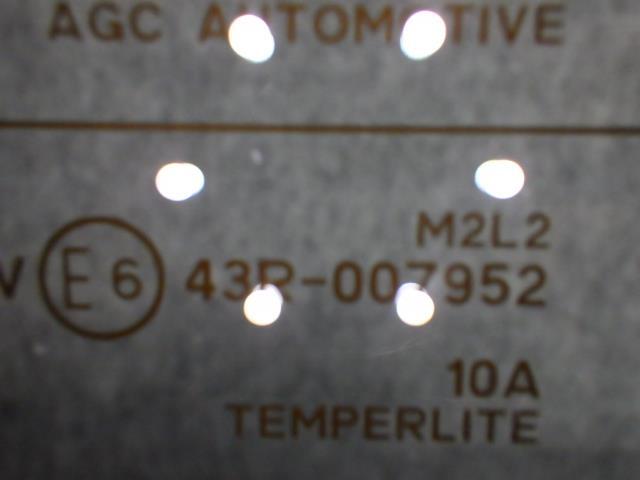 AGC AUTOMOTIVE
M2L2
V E6 43R-007952
10A
TEMPERLITE